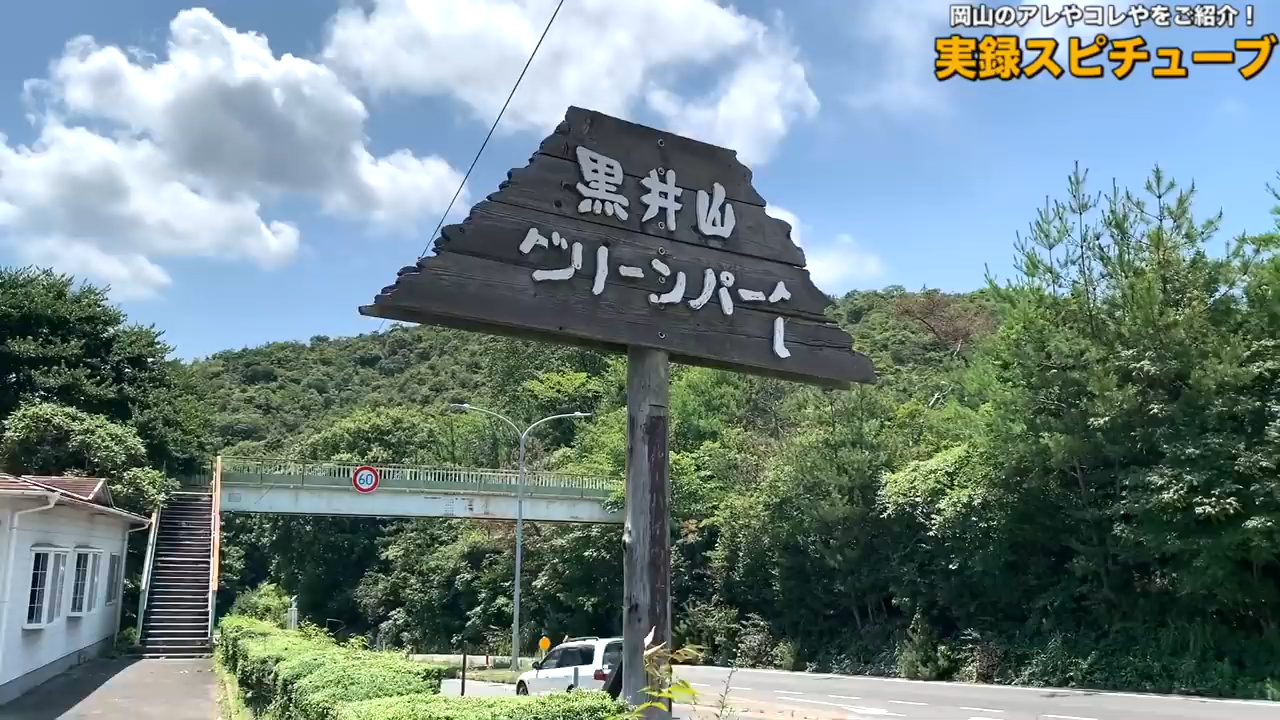 岡山のアレやコレやをご紹介！
実録スピチューブ
黒井山
グリーンパーク
60